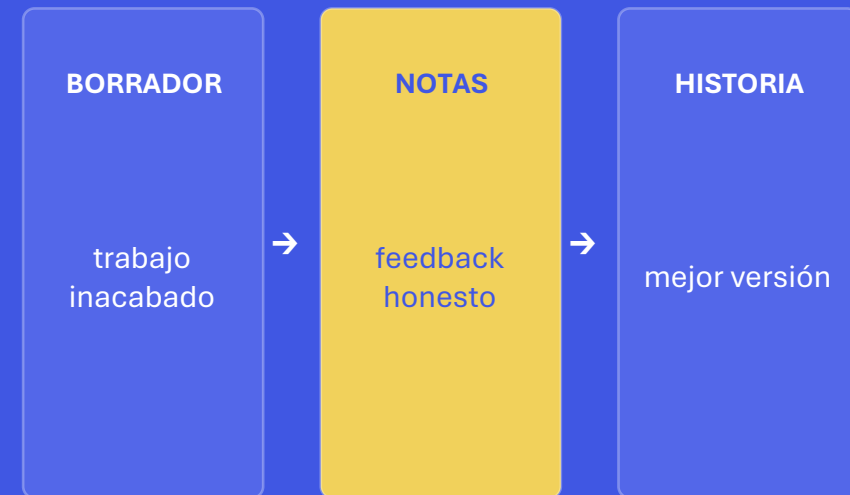 BORRADOR
trabajo
inacabado
→
NOTAS
feedback
honesto
→
HISTORIA
mejor versión